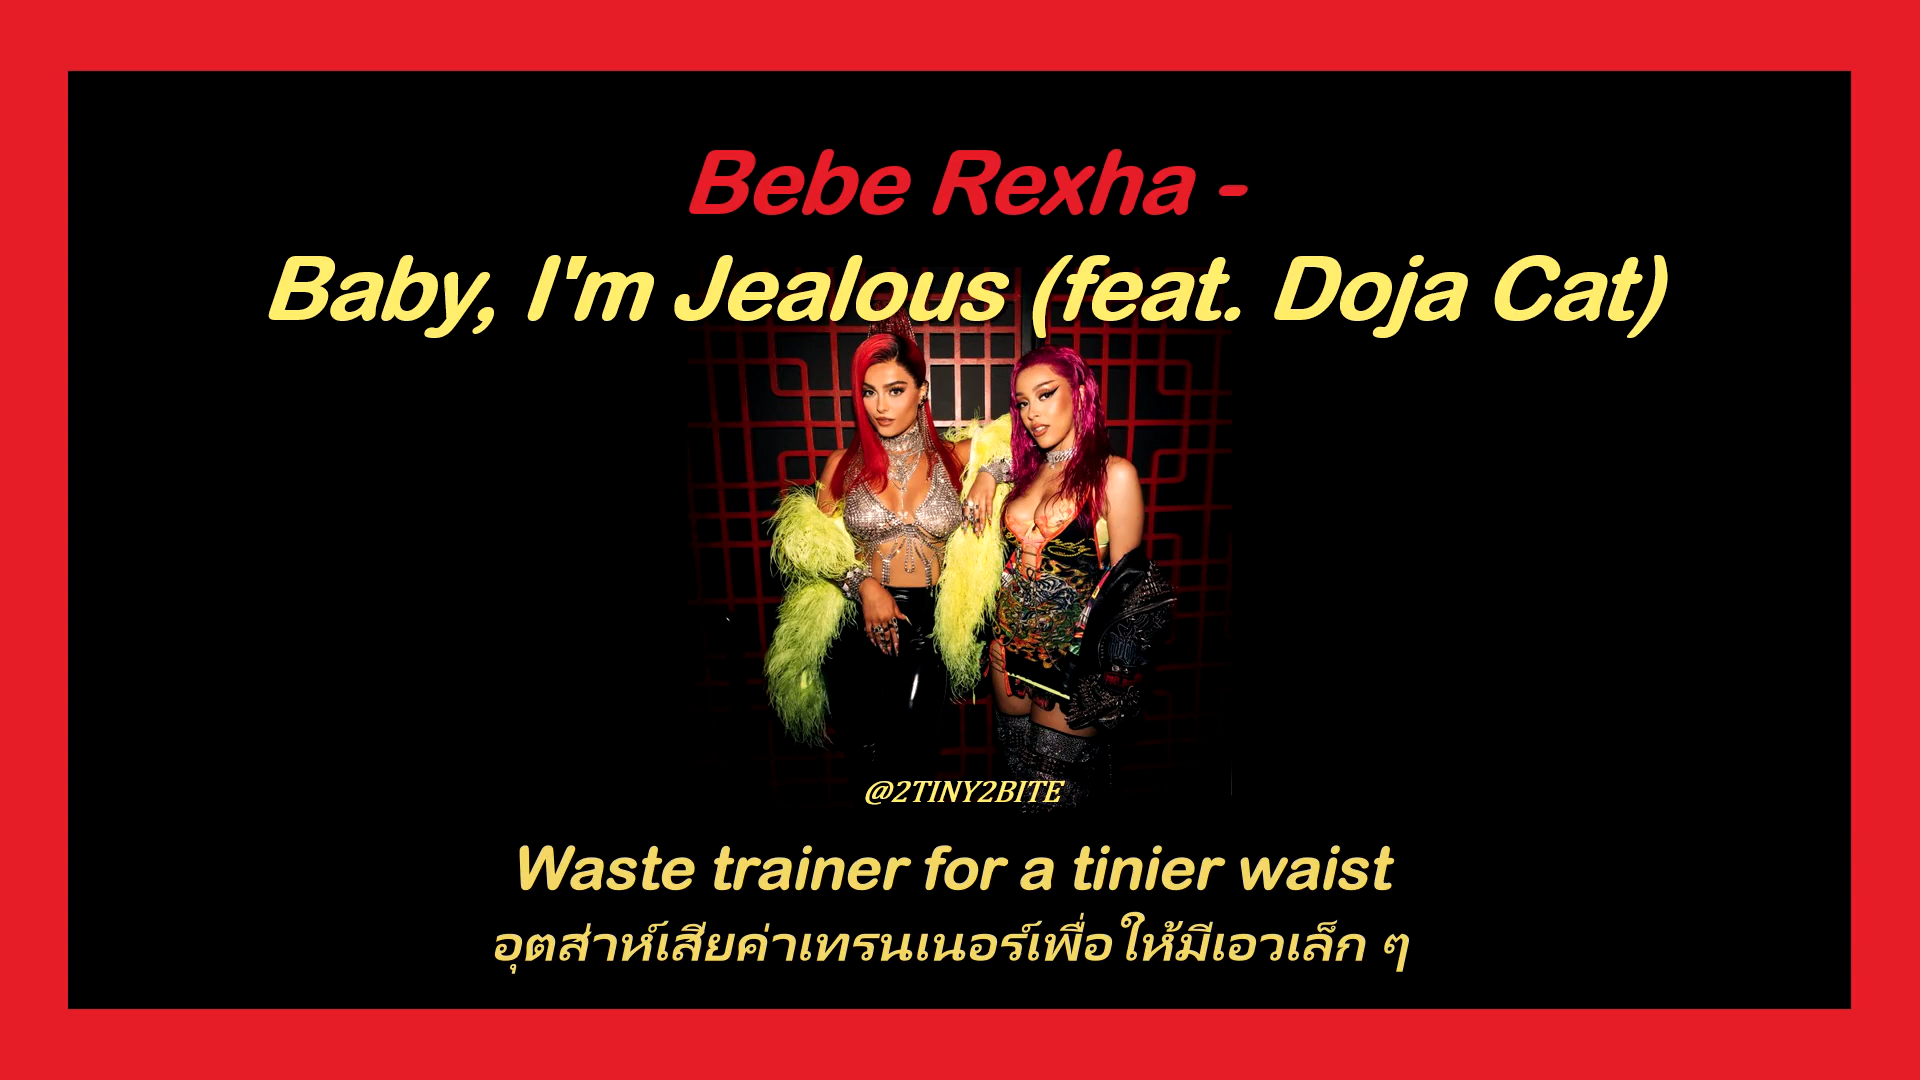 Bebe Rexha -
Baby, I'm Jealous (feat. Doja Cat)
@2TINY2BITE
Waste trainer for a tinier waist
อุตส่าห์เสียค่าเทรนเนอร์เพื่อให้มีเอวเล็ก ๆ